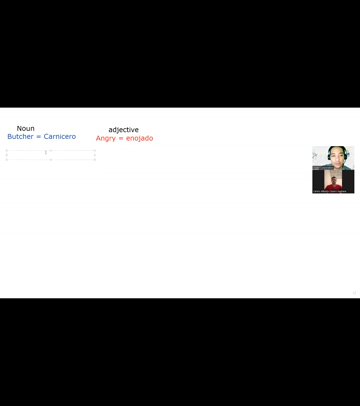 Noun
adjective
Butcher = Carnicero
Angry = enojado